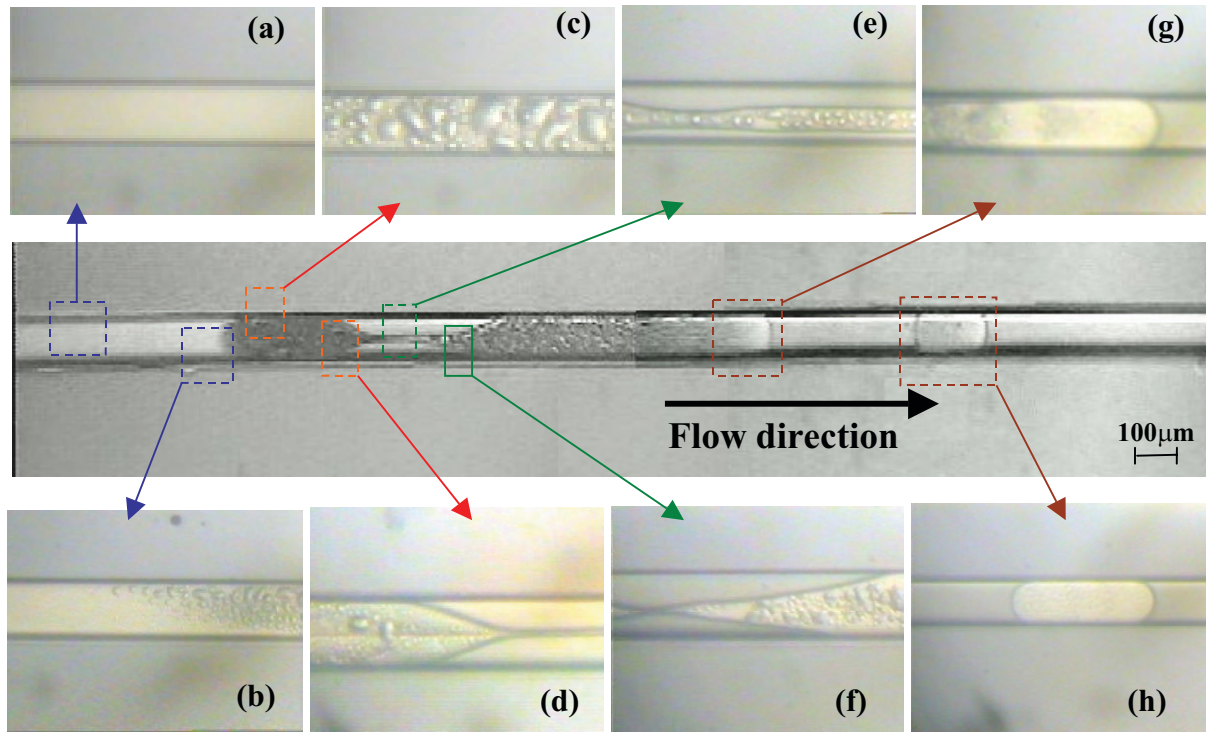 (a)
(c)
(e)
(g)
Flow direction
100μm
(b)
(d)
(f)
(h)